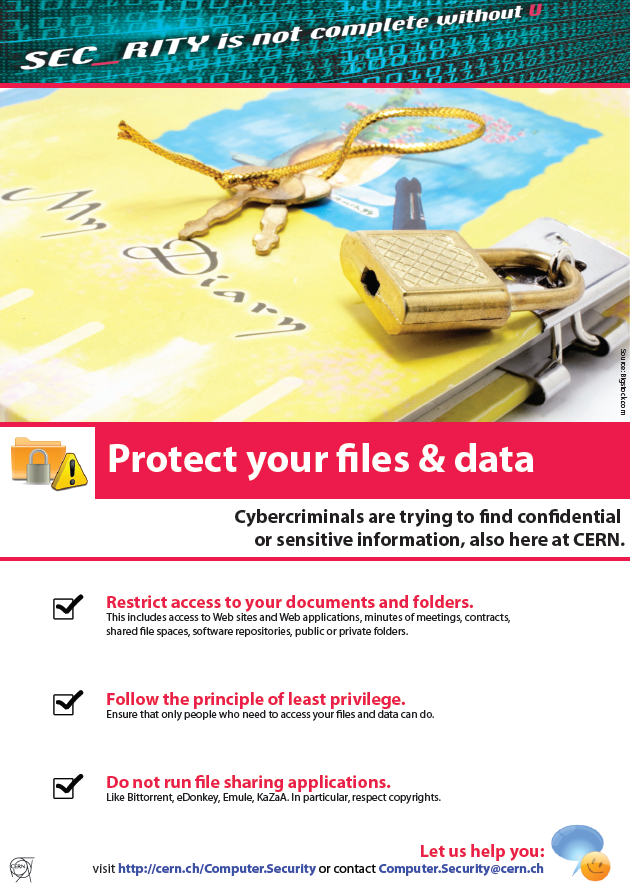 SEC_RITY is not complete without U
My
Diary
Source: Bigstock.com
Protect your files & data
Cybercriminals are trying to find confidential
or sensitive information, also here at CERN.
Restrict access to your documents and folders.
This includes access to Web sites and Web applications, minutes of meetings, contracts,
shared file spaces, software repositories, public or private folders.
Follow the principle of least privilege.
Ensure that only people who need to access your files and data can do.
Do not run file sharing applications.
Like Bittorrent, eDonkey, Emule, KaZaA. In particular, respect copyrights.
Let us help you:
CERN
visit http://cern.ch/Computer.Security or contact Computer.Security@cern.ch